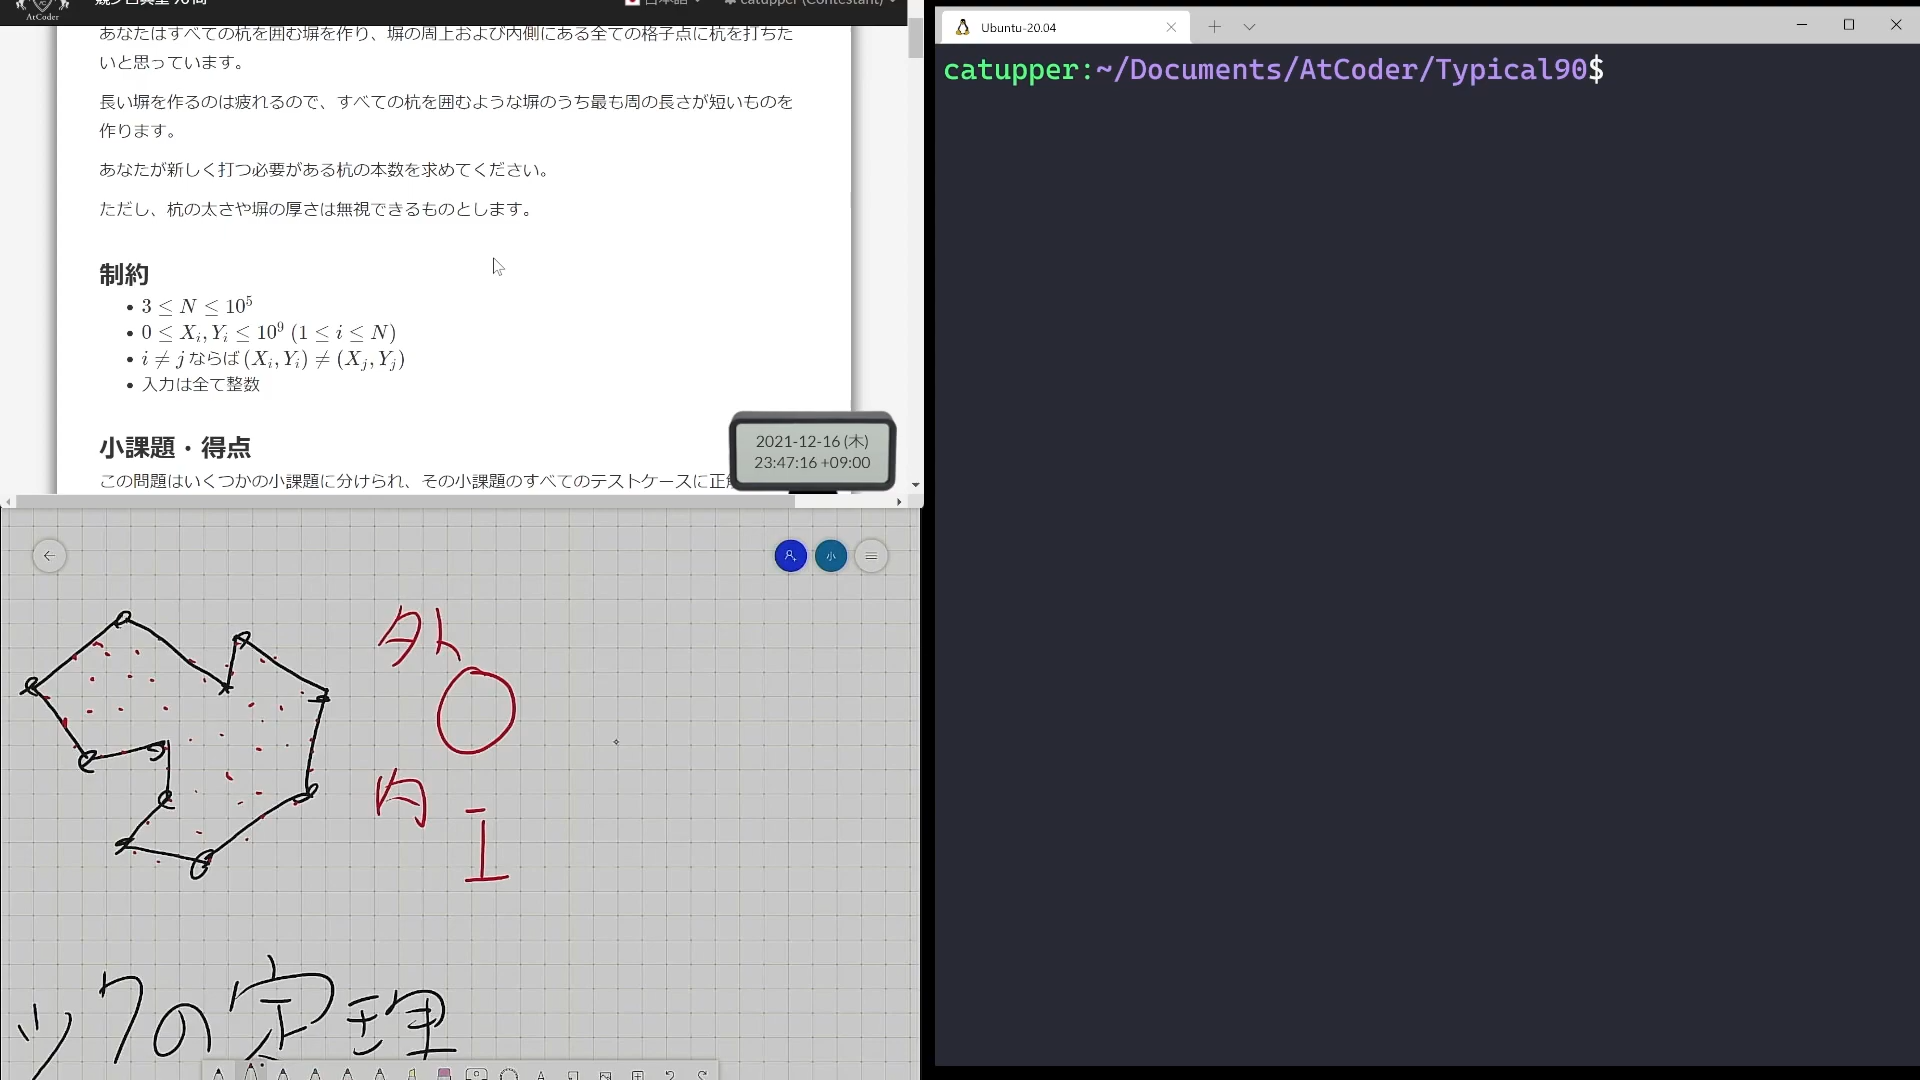 AtCoder
catupper (Contestant)
あなたはすべての杭を囲む塀を作り、塀の周上および内側にある全ての格子点に杭を打ちた
いと思っています。
長い塀を作るのは疲れるので、すべての杭を囲むような塀のうち最も周の長さが短いものを
作ります。
あなたが新しく打つ必要がある杭の本数を求めてください。
ただし、杭の太さや塀の厚さは無視できるものとします。
制約
• 3 ≤ N ≤ 10^5
• 0 ≤ X_i, Y_i ≤ 10^9 (1 ≤ i ≤ N)
• i ≠ j ならば (X_i, Y_i) ≠ (X_j, Y_j)
• 入力は全て整数
小課題・得点
この問題はいくつかの小課題に分けられ、その小課題のすべてのテストケースに正
2021-12-16 (木)
23:47:16 +09:00
小
外
O
内
I
ックの定理
Ubuntu-20.04
catupper:~/Documents/AtCoder/Typical90$